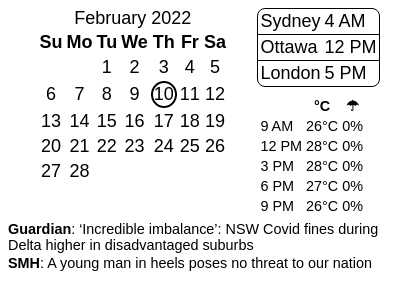 February 2022
Su Mo Tu We Th Fr Sa
1 2 3 4 5
6 7 8 9 10 11 12
13 14 15 16 17 18 19
20 21 22 23 24 25 26
27 28
Sydney 4 AM
Ottawa 12 PM
London 5 PM
°C ☂
9 AM 26°C 0%
12 PM 28°C 0%
3 PM 28°C 0%
6 PM 27°C 0%
9 PM 26°C 0%
Guardian: ‘Incredible imbalance’: NSW Covid fines during
Delta higher in disadvantaged suburbs
SMH: A young man in heels poses no threat to our nation